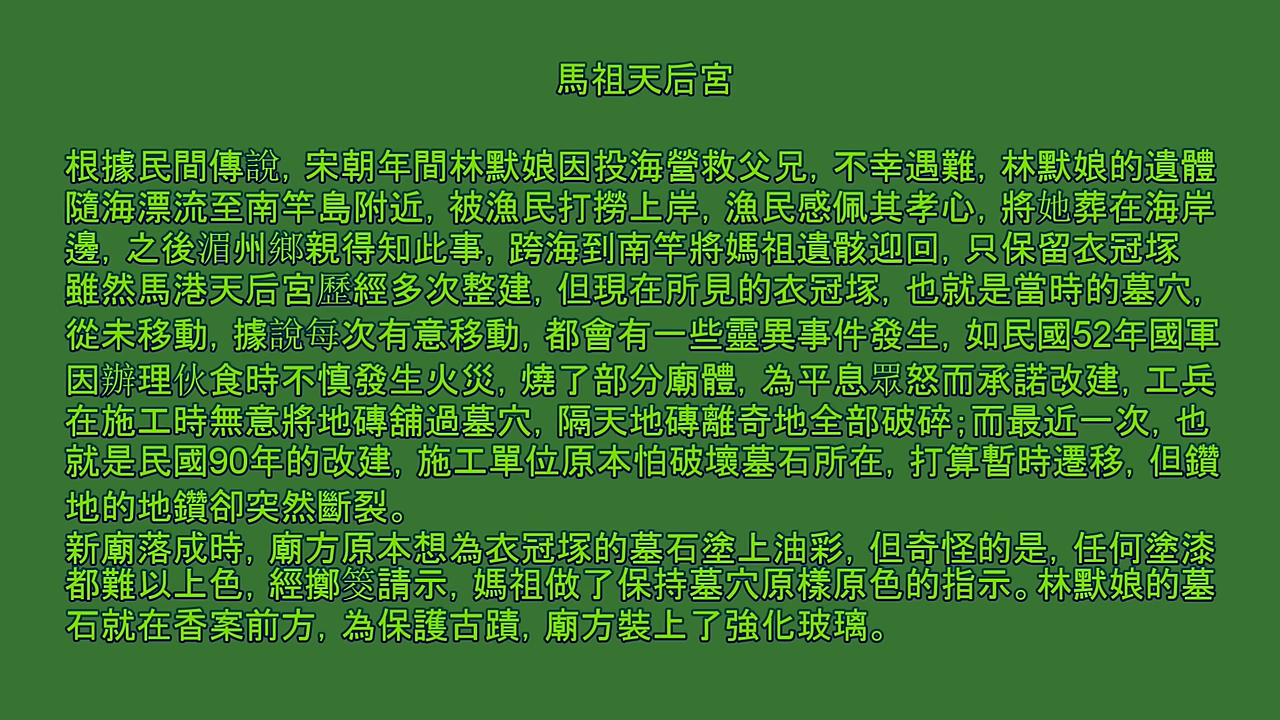 馬祖天后宮
根據民間傳說, 宋朝年間林默娘因投海營救父兄, 不幸遇難, 林默娘的遺體
隨海漂流至南竿島附近, 被漁民打撈上岸, 漁民感佩其孝心, 將她葬在海岸
邊, 之後湄州鄉親得知此事, 跨海到南竿將媽祖遺骸迎回, 只保留衣冠塚
雖然馬港天后宮歷經多次整建, 但現在所見的衣冠塚, 也就是當時的墓穴,
從未移動, 據說每次有意移動, 都會有一些靈異事件發生, 如民國52年國軍
因辦理伙食時不慎發生火災, 燒了部分廟體, 為平息眾怒而承諾改建, 工兵
在施工時無意將地磚舖過墓穴, 隔天地磚離奇地全部破碎;而最近一次, 也
就是民國90年的改建, 施工單位原本怕破壞墓石所在, 打算暫時遷移, 但鑽
地的地鑽卻突然斷裂。
新廟落成時, 廟方原本想為衣冠塚的墓石塗上油彩, 但奇怪的是, 任何塗漆
都難以上色, 經擲筊請示, 媽祖做了保持墓穴原樣原色的指示。林默娘的墓
石就在香案前方, 為保護古蹟, 廟方裝上了強化玻璃。